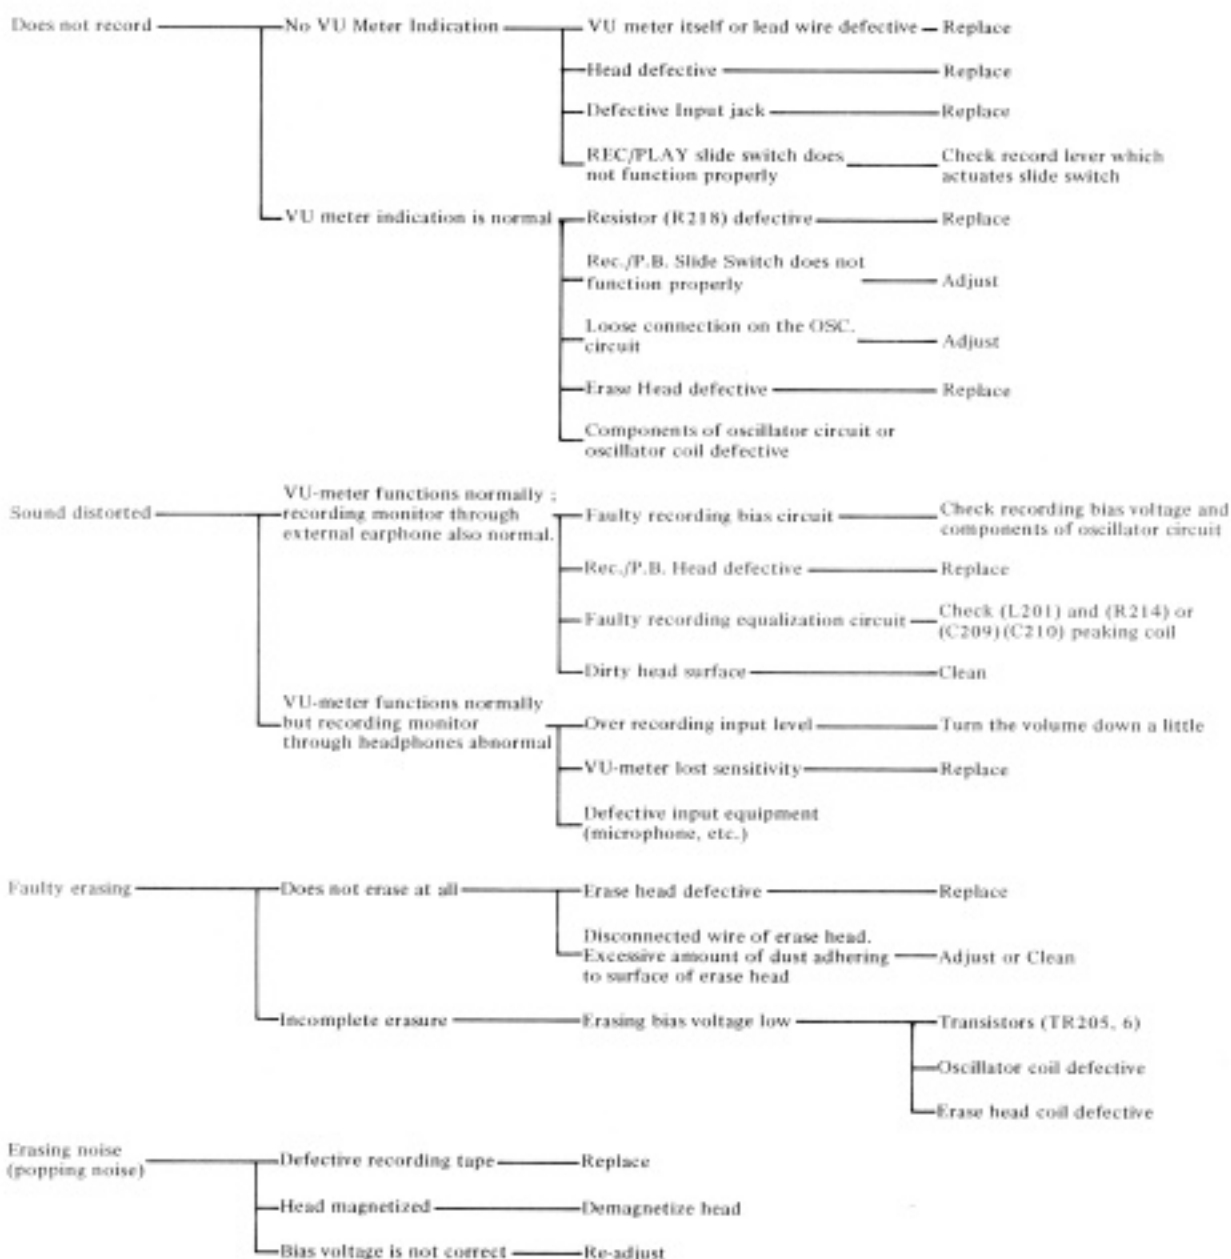 Does not record
No VU Meter Indication
VU meter itself or lead wire defective
Replace
Head defective
Replace
Defective Input jack
Replace
REC/PLAY slide switch does
not function properly
Check record lever which
actuates slide switch
VU meter indication is normal
Resistor (R218) defective
Replace
Rec./P.B. Slide Switch does not
function properly
Adjust
Loose connection on the OSC.
circuit
Adjust
Erase Head defective
Replace
Components of oscillator circuit or
oscillator coil defective
Sound distorted
VU-meter functions normally ;
recording monitor through
external earphone also normal.
Faulty recording bias circuit
Check recording bias voltage and
components of oscillator circuit
Rec./P.B. Head defective
Replace
Faulty recording equalization circuit
Check (L201) and (R214) or
(C209) (C210) peaking coil
Dirty head surface
Clean
VU-meter functions normally
but recording monitor
through headphones abnormal
Over recording input level
Turn the volume down a little
VU-meter lost sensitivity
Replace
Defective input equipment
(microphone, etc.)
Faulty erasing
Does not erase at all
Erase head defective
Replace
Disconnected wire of erase head.
Excessive amount of dust adhering
to surface of erase head
Adjust or Clean
Incomplete erasure
Erasing bias voltage low
Transistors (TR205, 6)
Oscillator coil defective
Erase head coil defective
Erasing noise
(popping noise)
Defective recording tape
Replace
Head magnetized
Demagnetize head
Bias voltage is not correct
Re-adjust